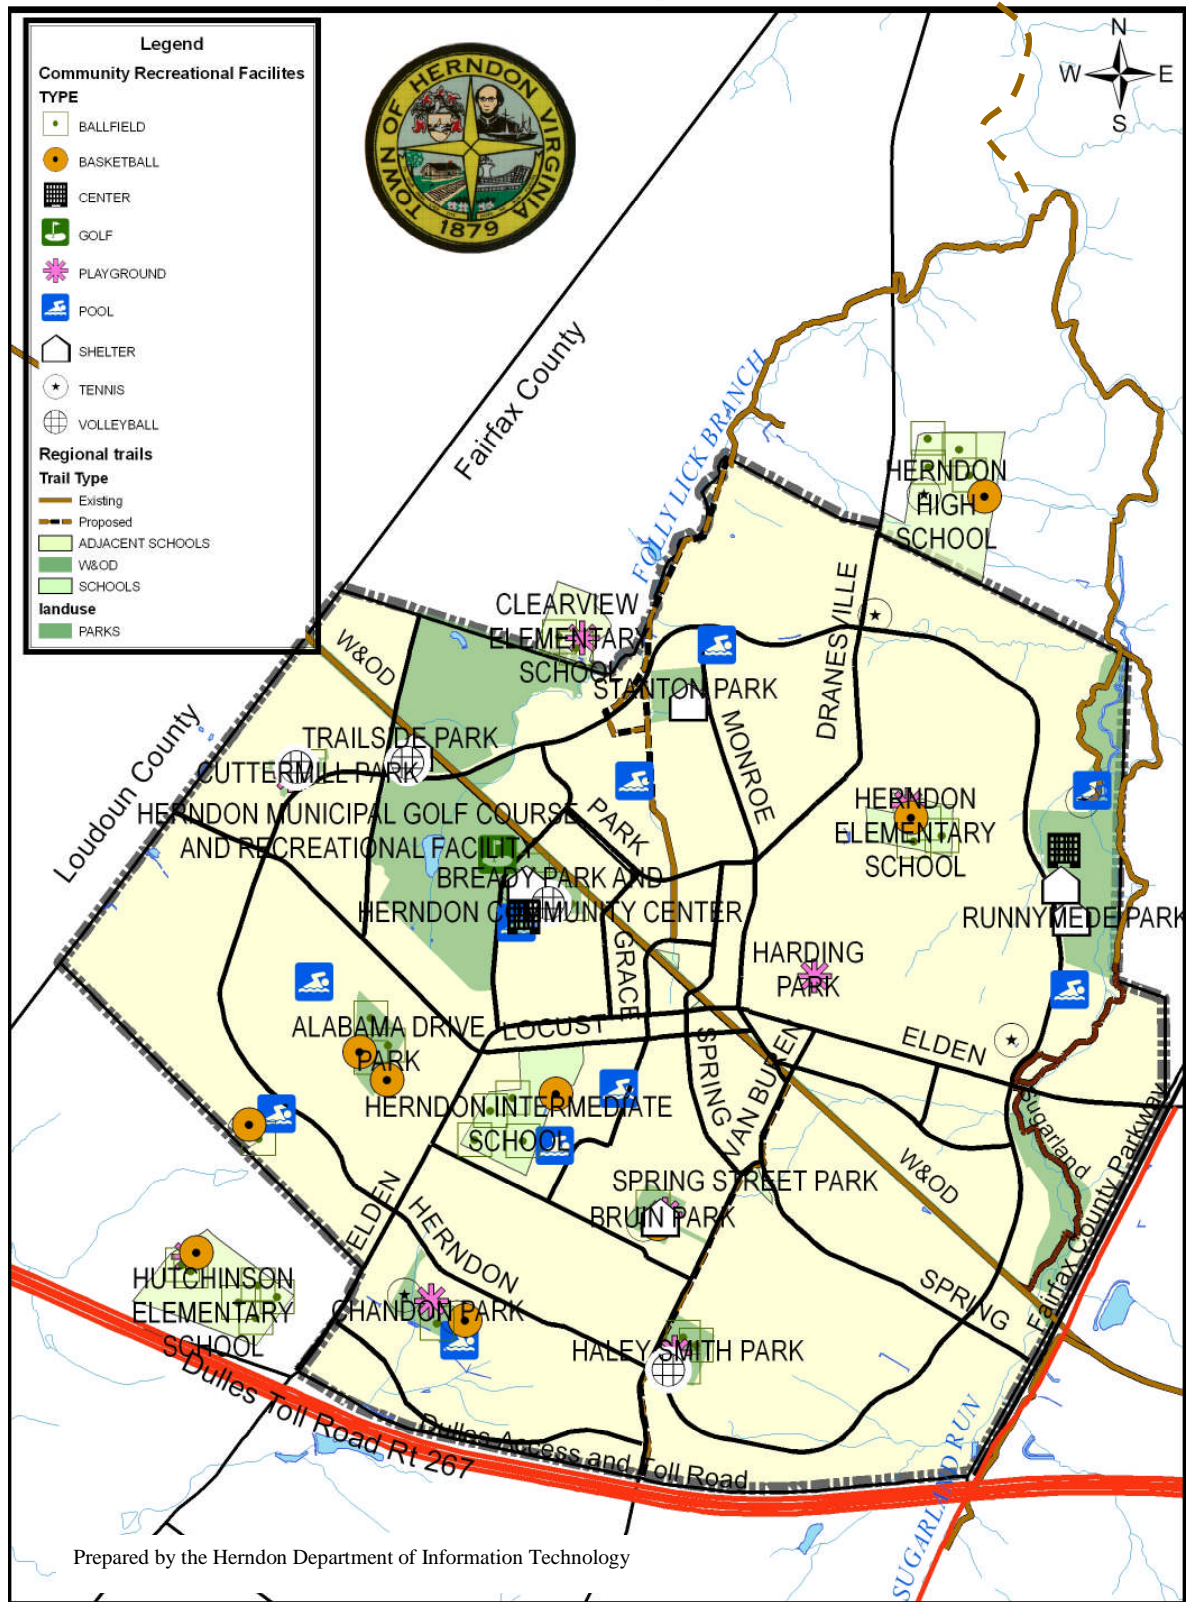 Legend
Community Recreational Facilites
TYPE
BALLFIELD
BASKETBALL
CENTER
GOLF
PLAYGROUND
POOL
SHELTER
TENNIS
VOLLEYBALL
Regional trails
Trail Type
Existing
Proposed
ADJACENT SCHOOLS
W&OD
SCHOOLS
landuse
PARKS
TOWN OF HERNDON VIRGINIA
1879
N
W E
S
Fairfax County
FOLLY LICK BRANCH
HERNDON
HIGH
SCHOOL
CLEARVIEW
ELEMENTARY
SCHOOL
W&OD
STANTON PARK
DRANESVILLE
MONROE
Loudoun County
TRAILSIDE PARK
CUTTERMILL PARK
HERNDON MUNICIPAL GOLF COURSE
AND RECREATIONAL FACILITY
PARK
HERNDON
ELEMENTARY
SCHOOL
BREADY PARK AND
HERNDON COMMUNITY CENTER
RUNNYMEDE PARK
GRACE
HARDING
PARK
ALABAMA DRIVE
PARK
LOCUST
ELDEN
SPRING
VAN BUREN
HERNDON INTERMEDIATE
SCHOOL
Sugarland
W&OD
SPRING STREET PARK
BRUIN PARK
ELDEN
HERNDON
Fairfax County Parkway
HUTCHINSON
ELEMENTARY
SCHOOL
CHANDON PARK
SPRING
HALEY SMITH PARK
Dulles Toll Road Rt 267
Dulles Access and Toll Road
SUGARLAND RUN
Prepared by the Herndon Department of Information Technology